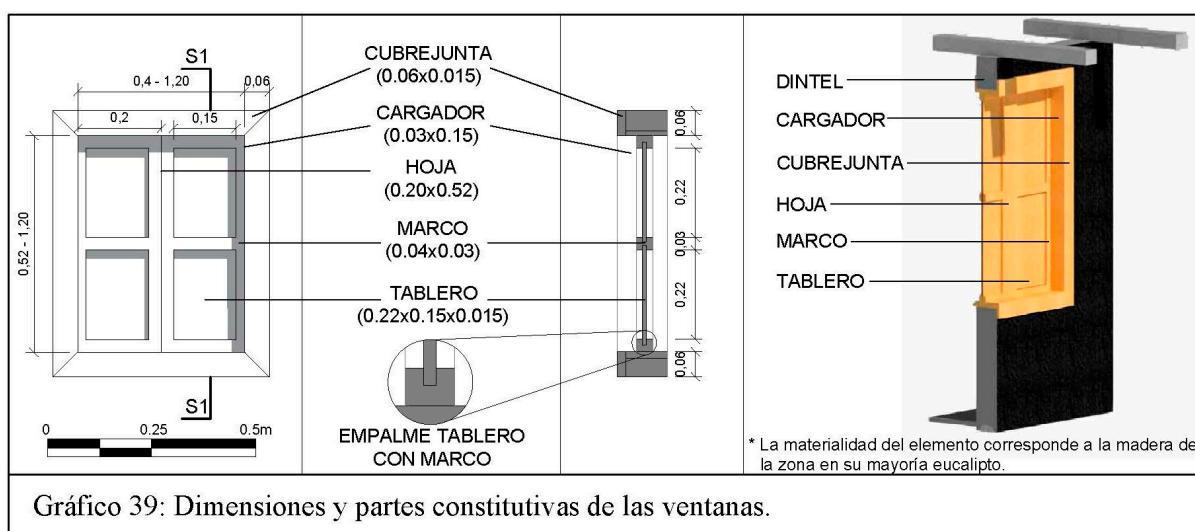 S1
0,4 - 1,20
0,06
0,2
0,15
0,52 - 1,20
S1
0
0.25
0.5m
CUBREJUNTA
(0.06x0.015)
CARGADOR
(0.03x0.15)
HOJA
(0.20x0.52)
MARCO
(0.04x0.03)
TABLERO
(0.22x0.15x0.015)
EMPALME TABLERO
CON MARCO
0,06
0,22
0,03
0,22
0,06
DINTEL
CARGADOR
CUBREJUNTA
HOJA
MARCO
TABLERO
* La materialidad del elemento corresponde a la madera de
la zona en su mayoría eucalipto.
Gráfico 39: Dimensiones y partes constitutivas de las ventanas.